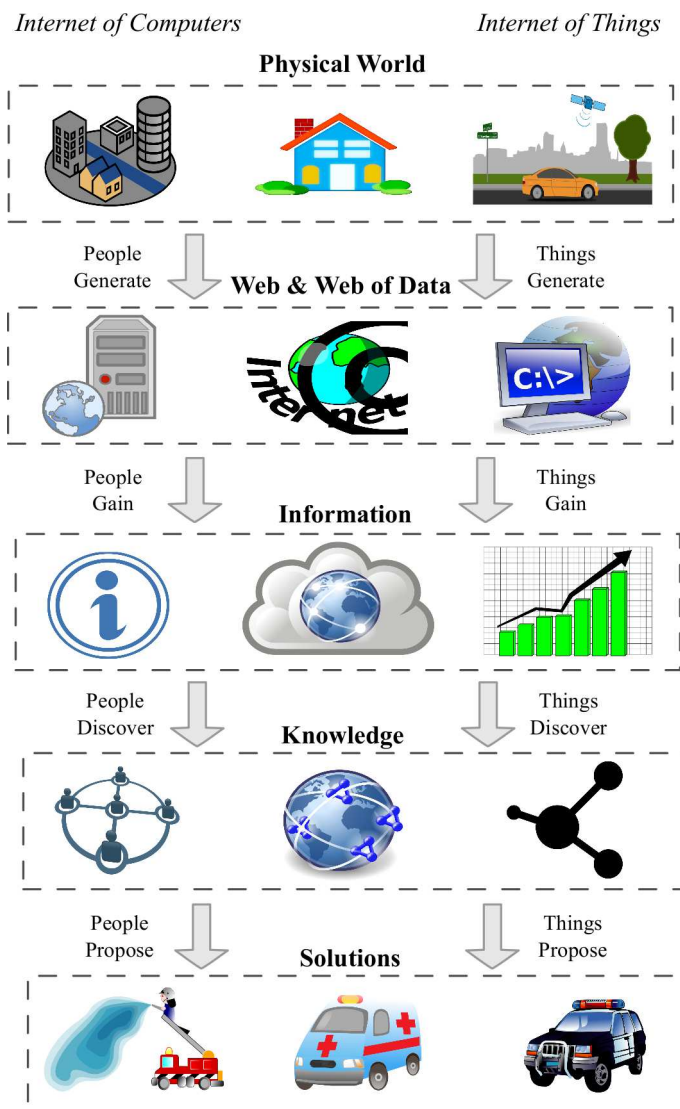 Internet of Computers
Internet of Things
Physical World
People
Generate
Things
Generate
Web & Web of Data
Internet
C:\>
People
Gain
Things
Gain
Information
i
People
Discover
Things
Discover
Knowledge
People
Propose
Things
Propose
Solutions